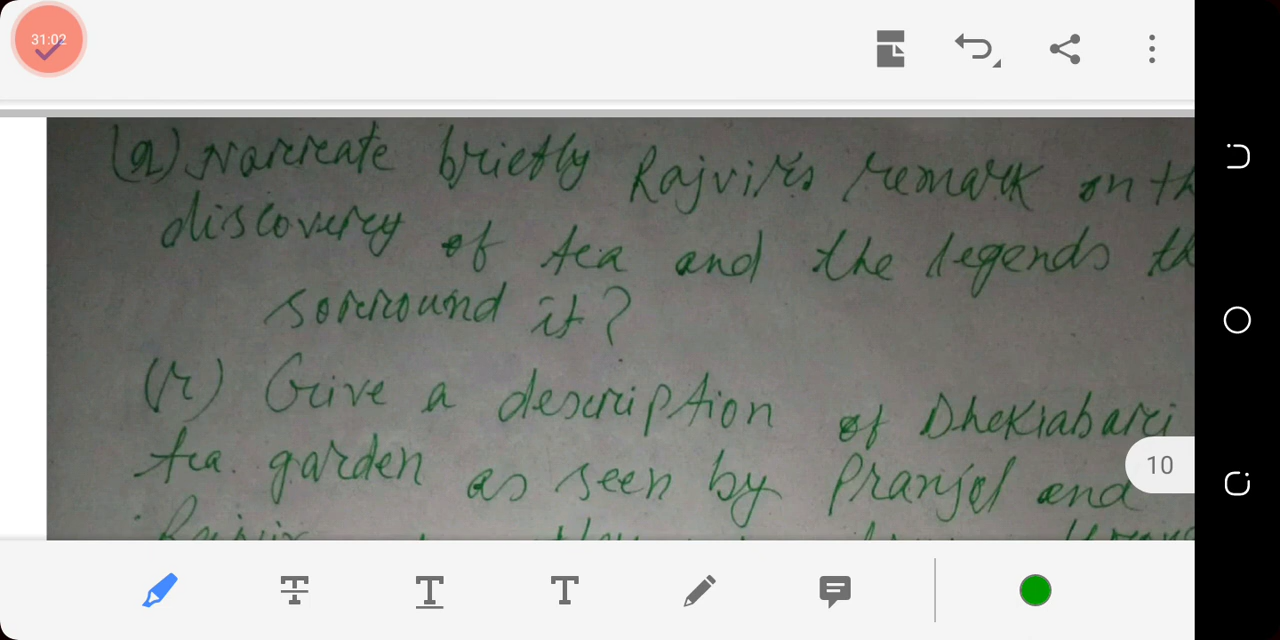 31:02
(q) Narreate briefly Rajvir's remark on th
discoverey of tea and the legends th
sorround it?
(r) Give a description of Dhekiabari
tea garden as seen by Pranjol and
10